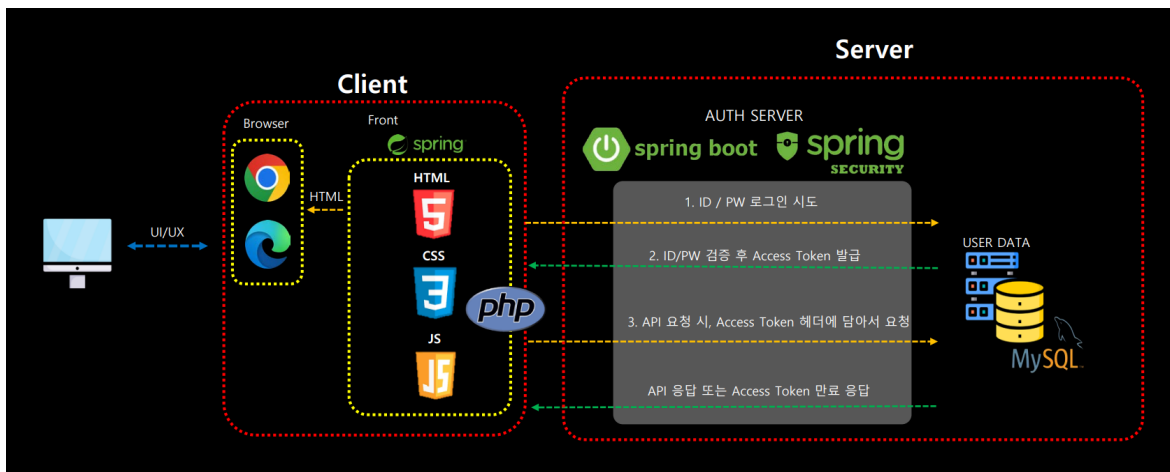 Server
Client
AUTH SERVER
Browser
Front
spring
spring boot
spring
SECURITY
HTML
HTML
5
1. ID / PW 로그인 시도
UI/UX
CSS
3
2. ID/PW 검증 후 Access Token 발급
USER DATA
php
3. API 요청 시, Access Token 헤더에 담아서 요청
JS
JS
MySQL
API 응답 또는 Access Token 만료 응답